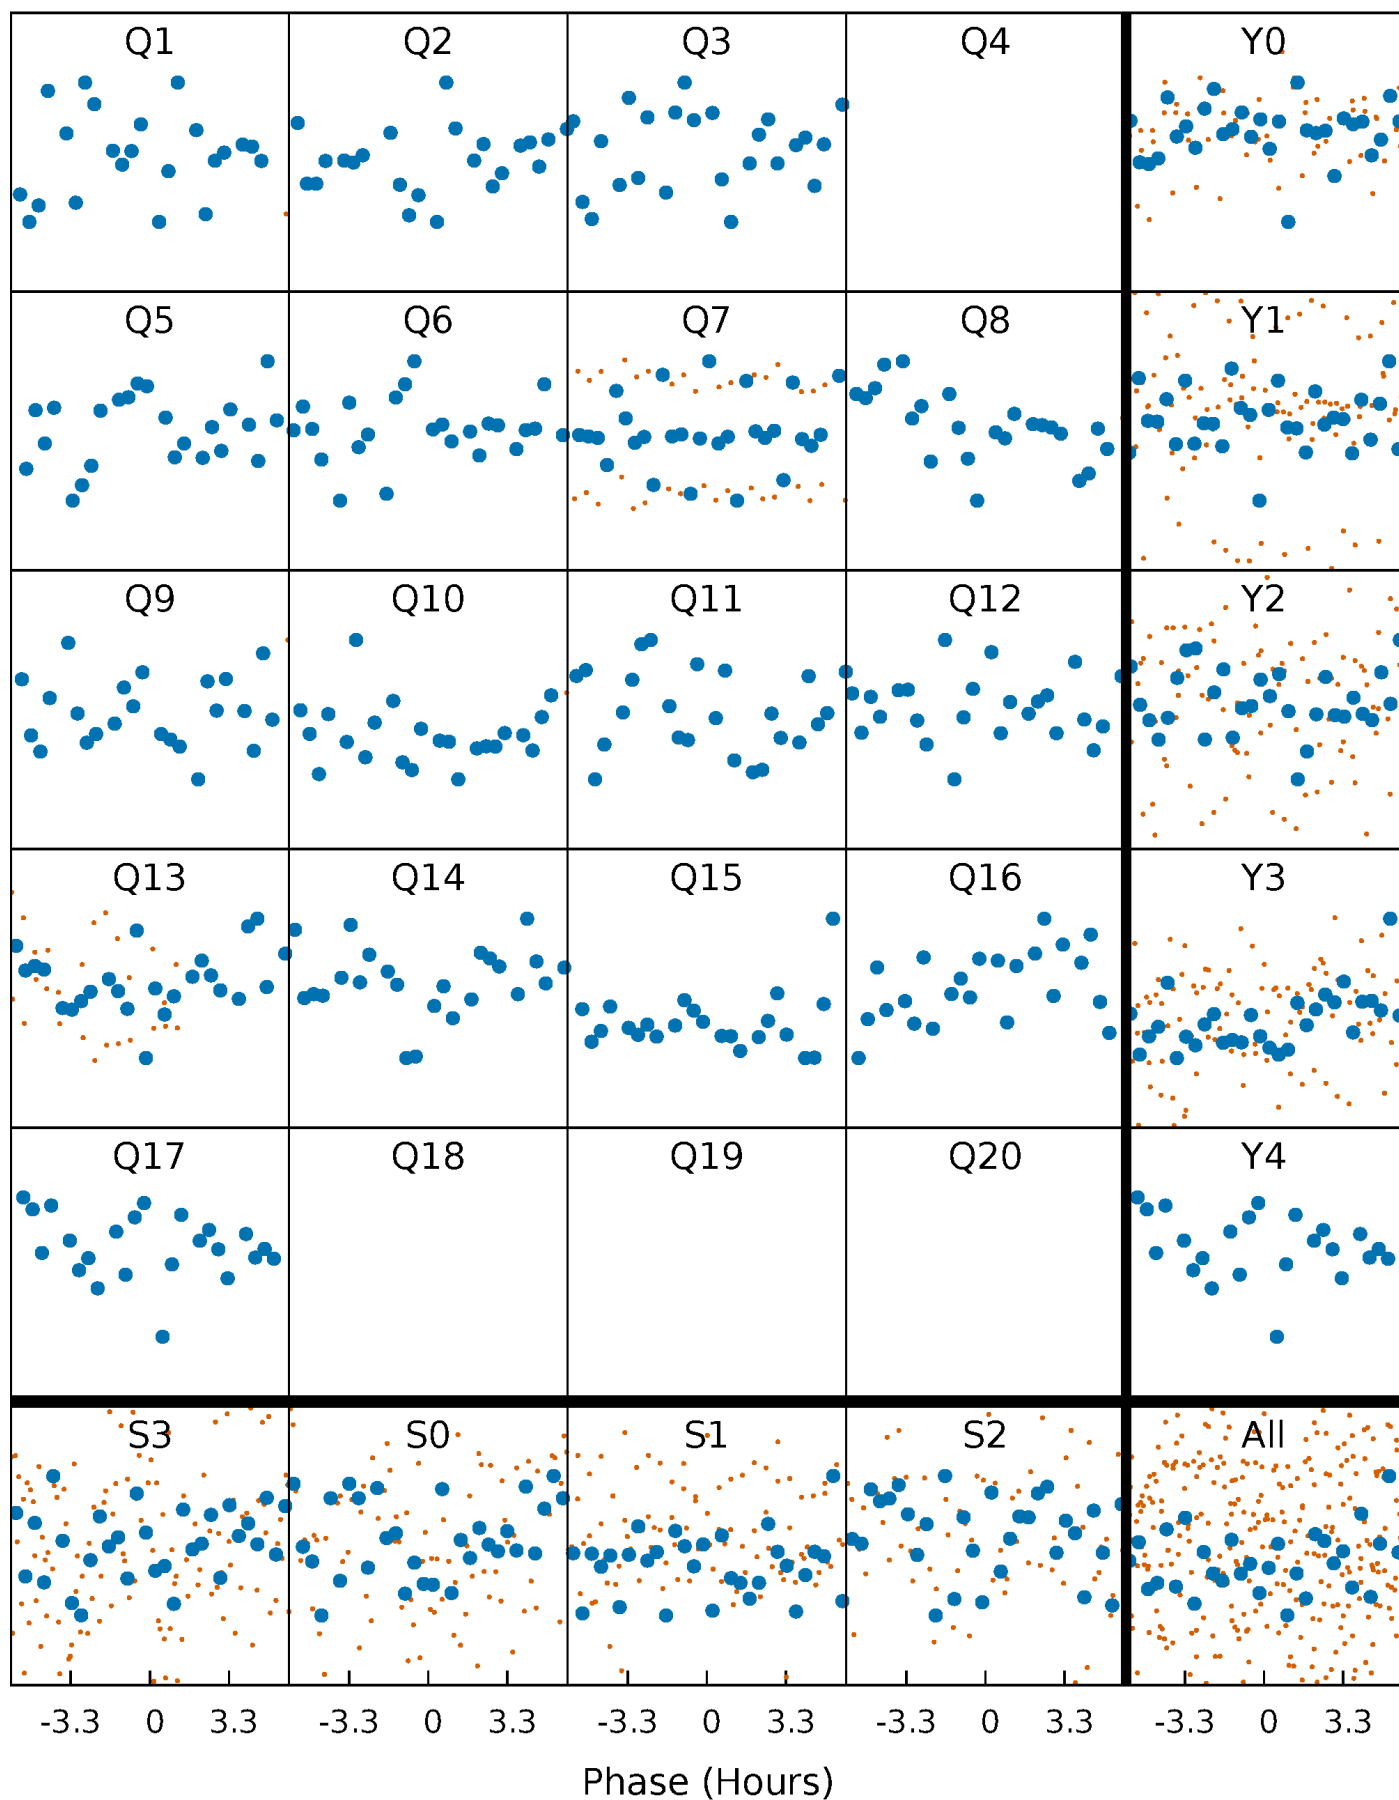 Q1 Q2 Q3 Q4 Y0
Q5 Q6 Q7 Q8 Y1
Q9 Q10 Q11 Q12 Y2
Q13 Q14 Q15 Q16 Y3
Q17 Q18 Q19 Q20 Y4
S3 S0 S1 S2 All
-3.3 0 3.3 -3.3 0 3.3 -3.3 0 3.3 -3.3 0 3.3 -3.3 0 3.3
Phase (Hours)